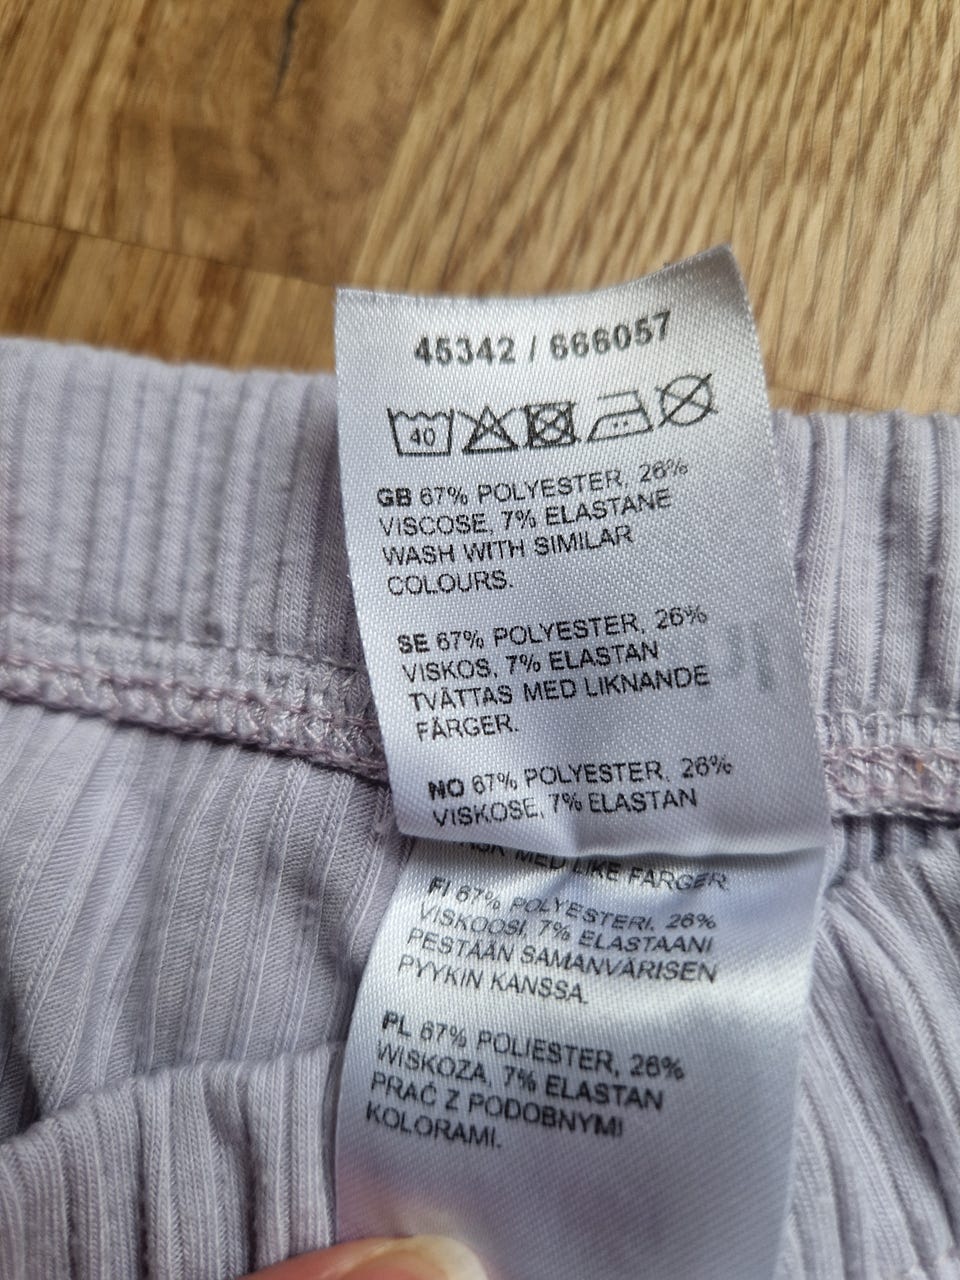 45342 / 666057
40
GB 67% POLYESTER, 26%
VISCOSE, 7% ELASTANE
WASH WITH SIMILAR
COLOURS.
SE 67% POLYESTER, 26%
VISKOS, 7% ELASTAN
TVÄTTAS MED LIKNANDE
FÄRGER.
NO 67% POLYESTER, 26%
VISKOSE, 7% ELASTAN
MED LIKE FARGER.
FI 67% POLYESTERI, 26%
VISKOOSI, 7% ELASTAANI
PESTÄÄN SAMANVÄRISEN
PYYKIN KANSSA.
PL 67% POLIESTER, 26%
WISKOZA, 7% ELASTAN
PRAĆ Z PODOBNYMI
KOLORAMI.